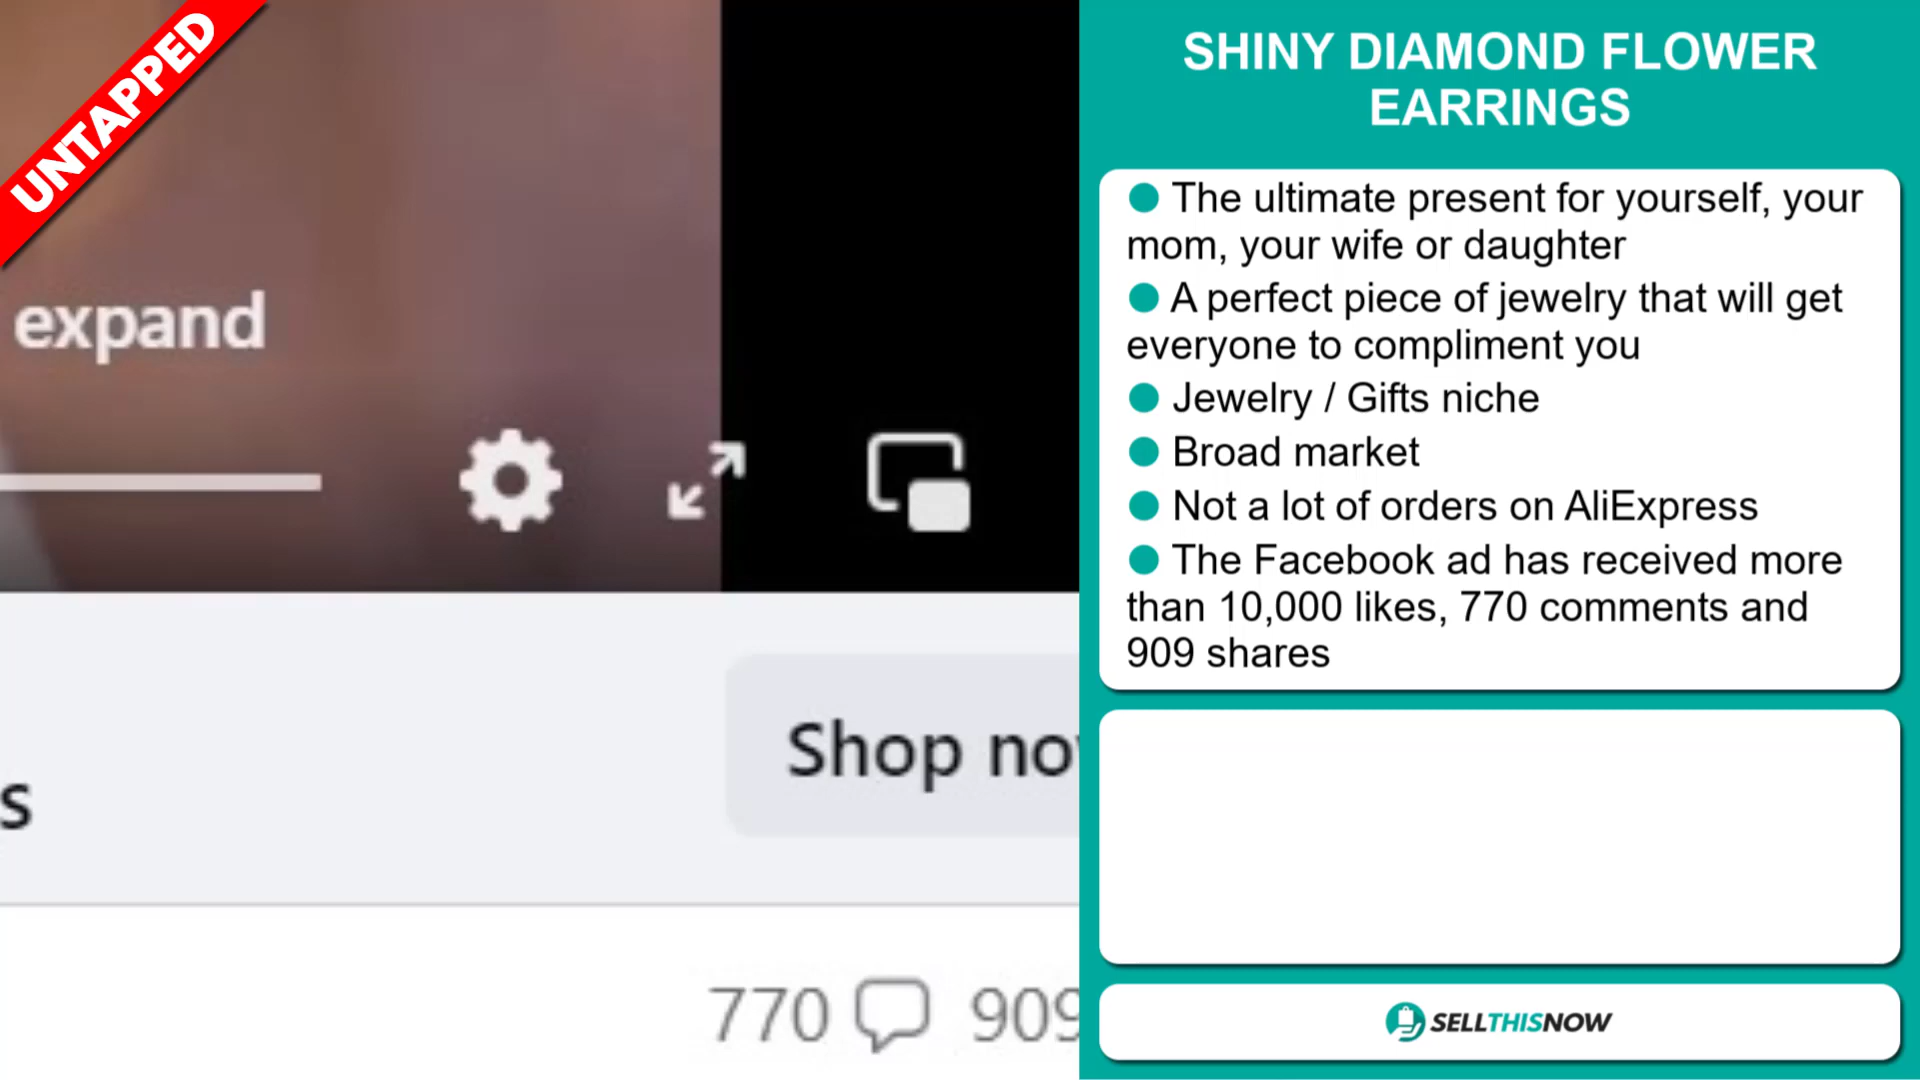 UNTAPPED
expand
Shop no
s
770
909
SHINY DIAMOND FLOWER
EARRINGS
● The ultimate present for yourself, your
mom, your wife or daughter
● A perfect piece of jewelry that will get
everyone to compliment you
● Jewelry / Gifts niche
● Broad market
● Not a lot of orders on AliExpress
● The Facebook ad has received more
than 10,000 likes, 770 comments and
909 shares
SELLTHISNOW